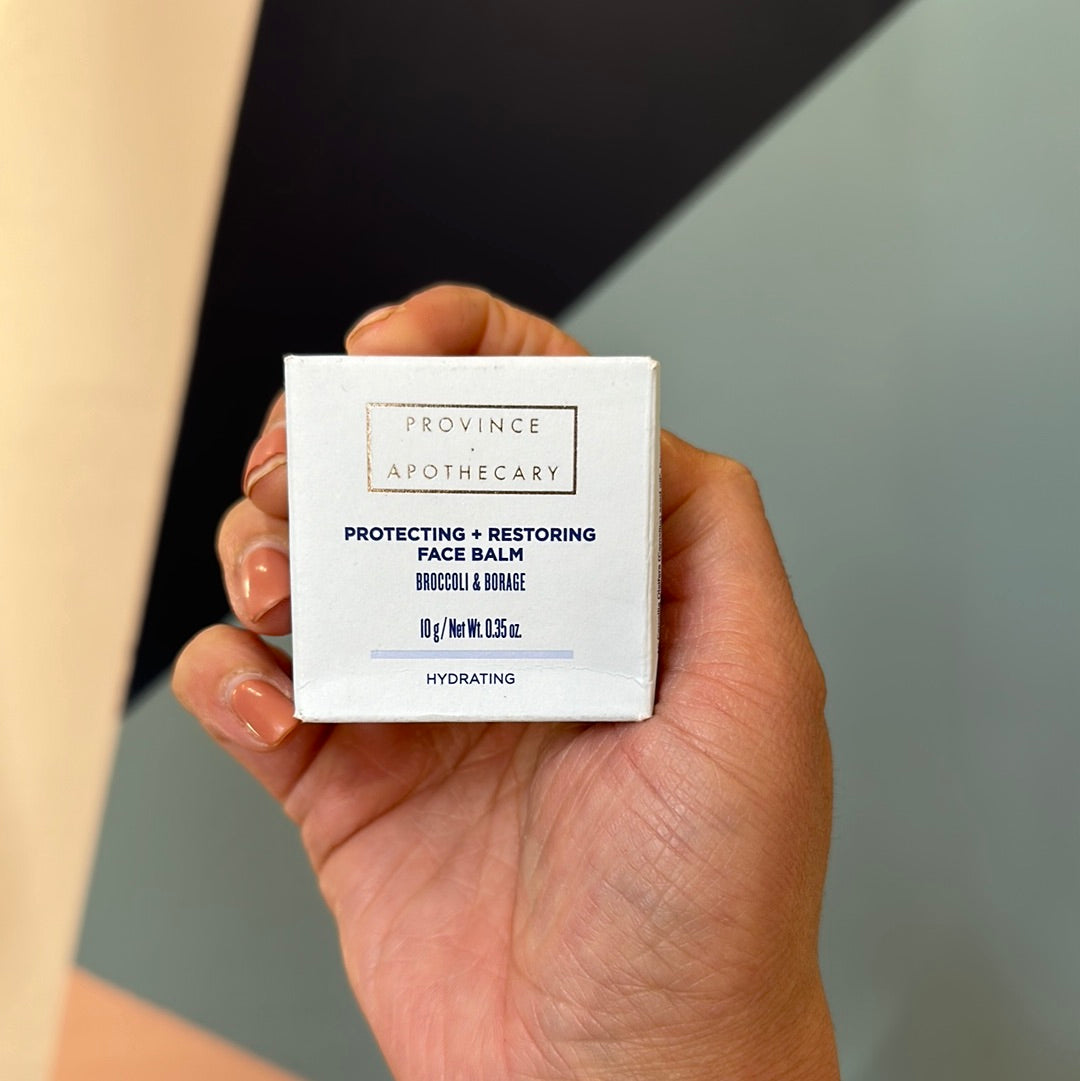 PROVINCE
·
APOTHECARY
PROTECTING + RESTORING
FACE BALM
BROCCOLI & BORAGE
10 g / Net Wt. 0.35 oz.
HYDRATING